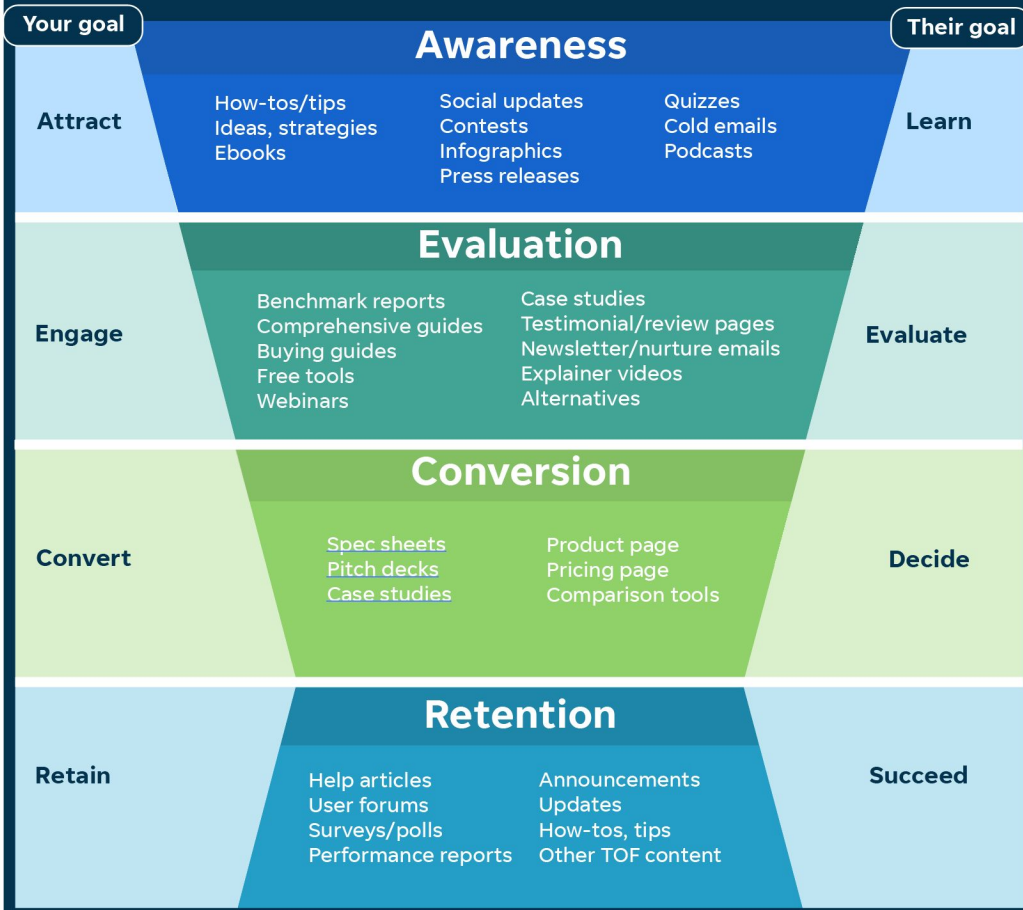 Your goal
Their goal
Awareness
Attract
How-tos/tips
Ideas, strategies
Ebooks
Social updates
Contests
Infographics
Press releases
Quizzes
Cold emails
Podcasts
Learn
Evaluation
Engage
Benchmark reports
Comprehensive guides
Buying guides
Free tools
Webinars
Case studies
Testimonial/review pages
Newsletter/nurture emails
Explainer videos
Alternatives
Evaluate
Conversion
Convert
Spec sheets
Pitch decks
Case studies
Product page
Pricing page
Comparison tools
Decide
Retention
Retain
Help articles
User forums
Surveys/polls
Performance reports
Announcements
Updates
How-tos, tips
Other TOF content
Succeed